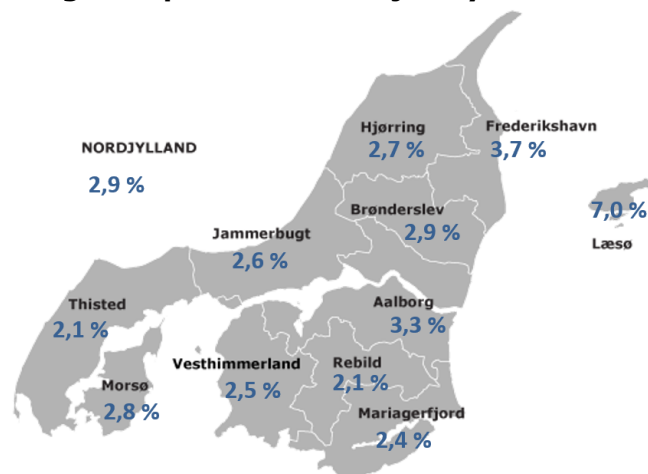 Hjørring
2,7 %
Frederikshavn
3,7 %
NORDJYLLAND
2,9 %
Brønderslev
2,9 %
7,0 %
Læsø
Jammerbugt
2,6 %
Thisted
2,1 %
Aalborg
3,3 %
Vesthimmerland
2,5 %
Rebild
2,1 %
Morsø
2,8 %
Mariagerfjord
2,4 %